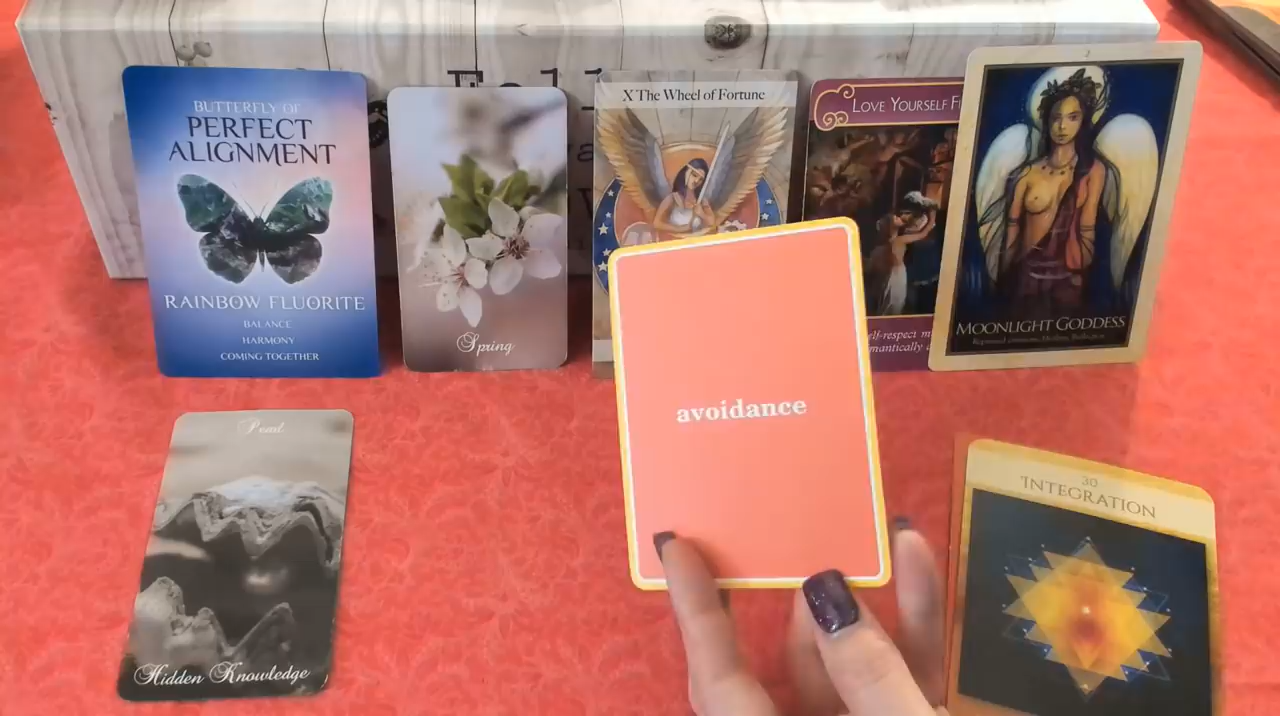 BUTTERFLY OF
PERFECT
ALIGNMENT
RAINBOW FLUORITE
BALANCE
HARMONY
COMING TOGETHER
Spring
X The Wheel of Fortune
LOVE YOURSELF
MOONLIGHT GODDESS
avoidance
Pearl
Hidden Knowledge
30
INTEGRATION